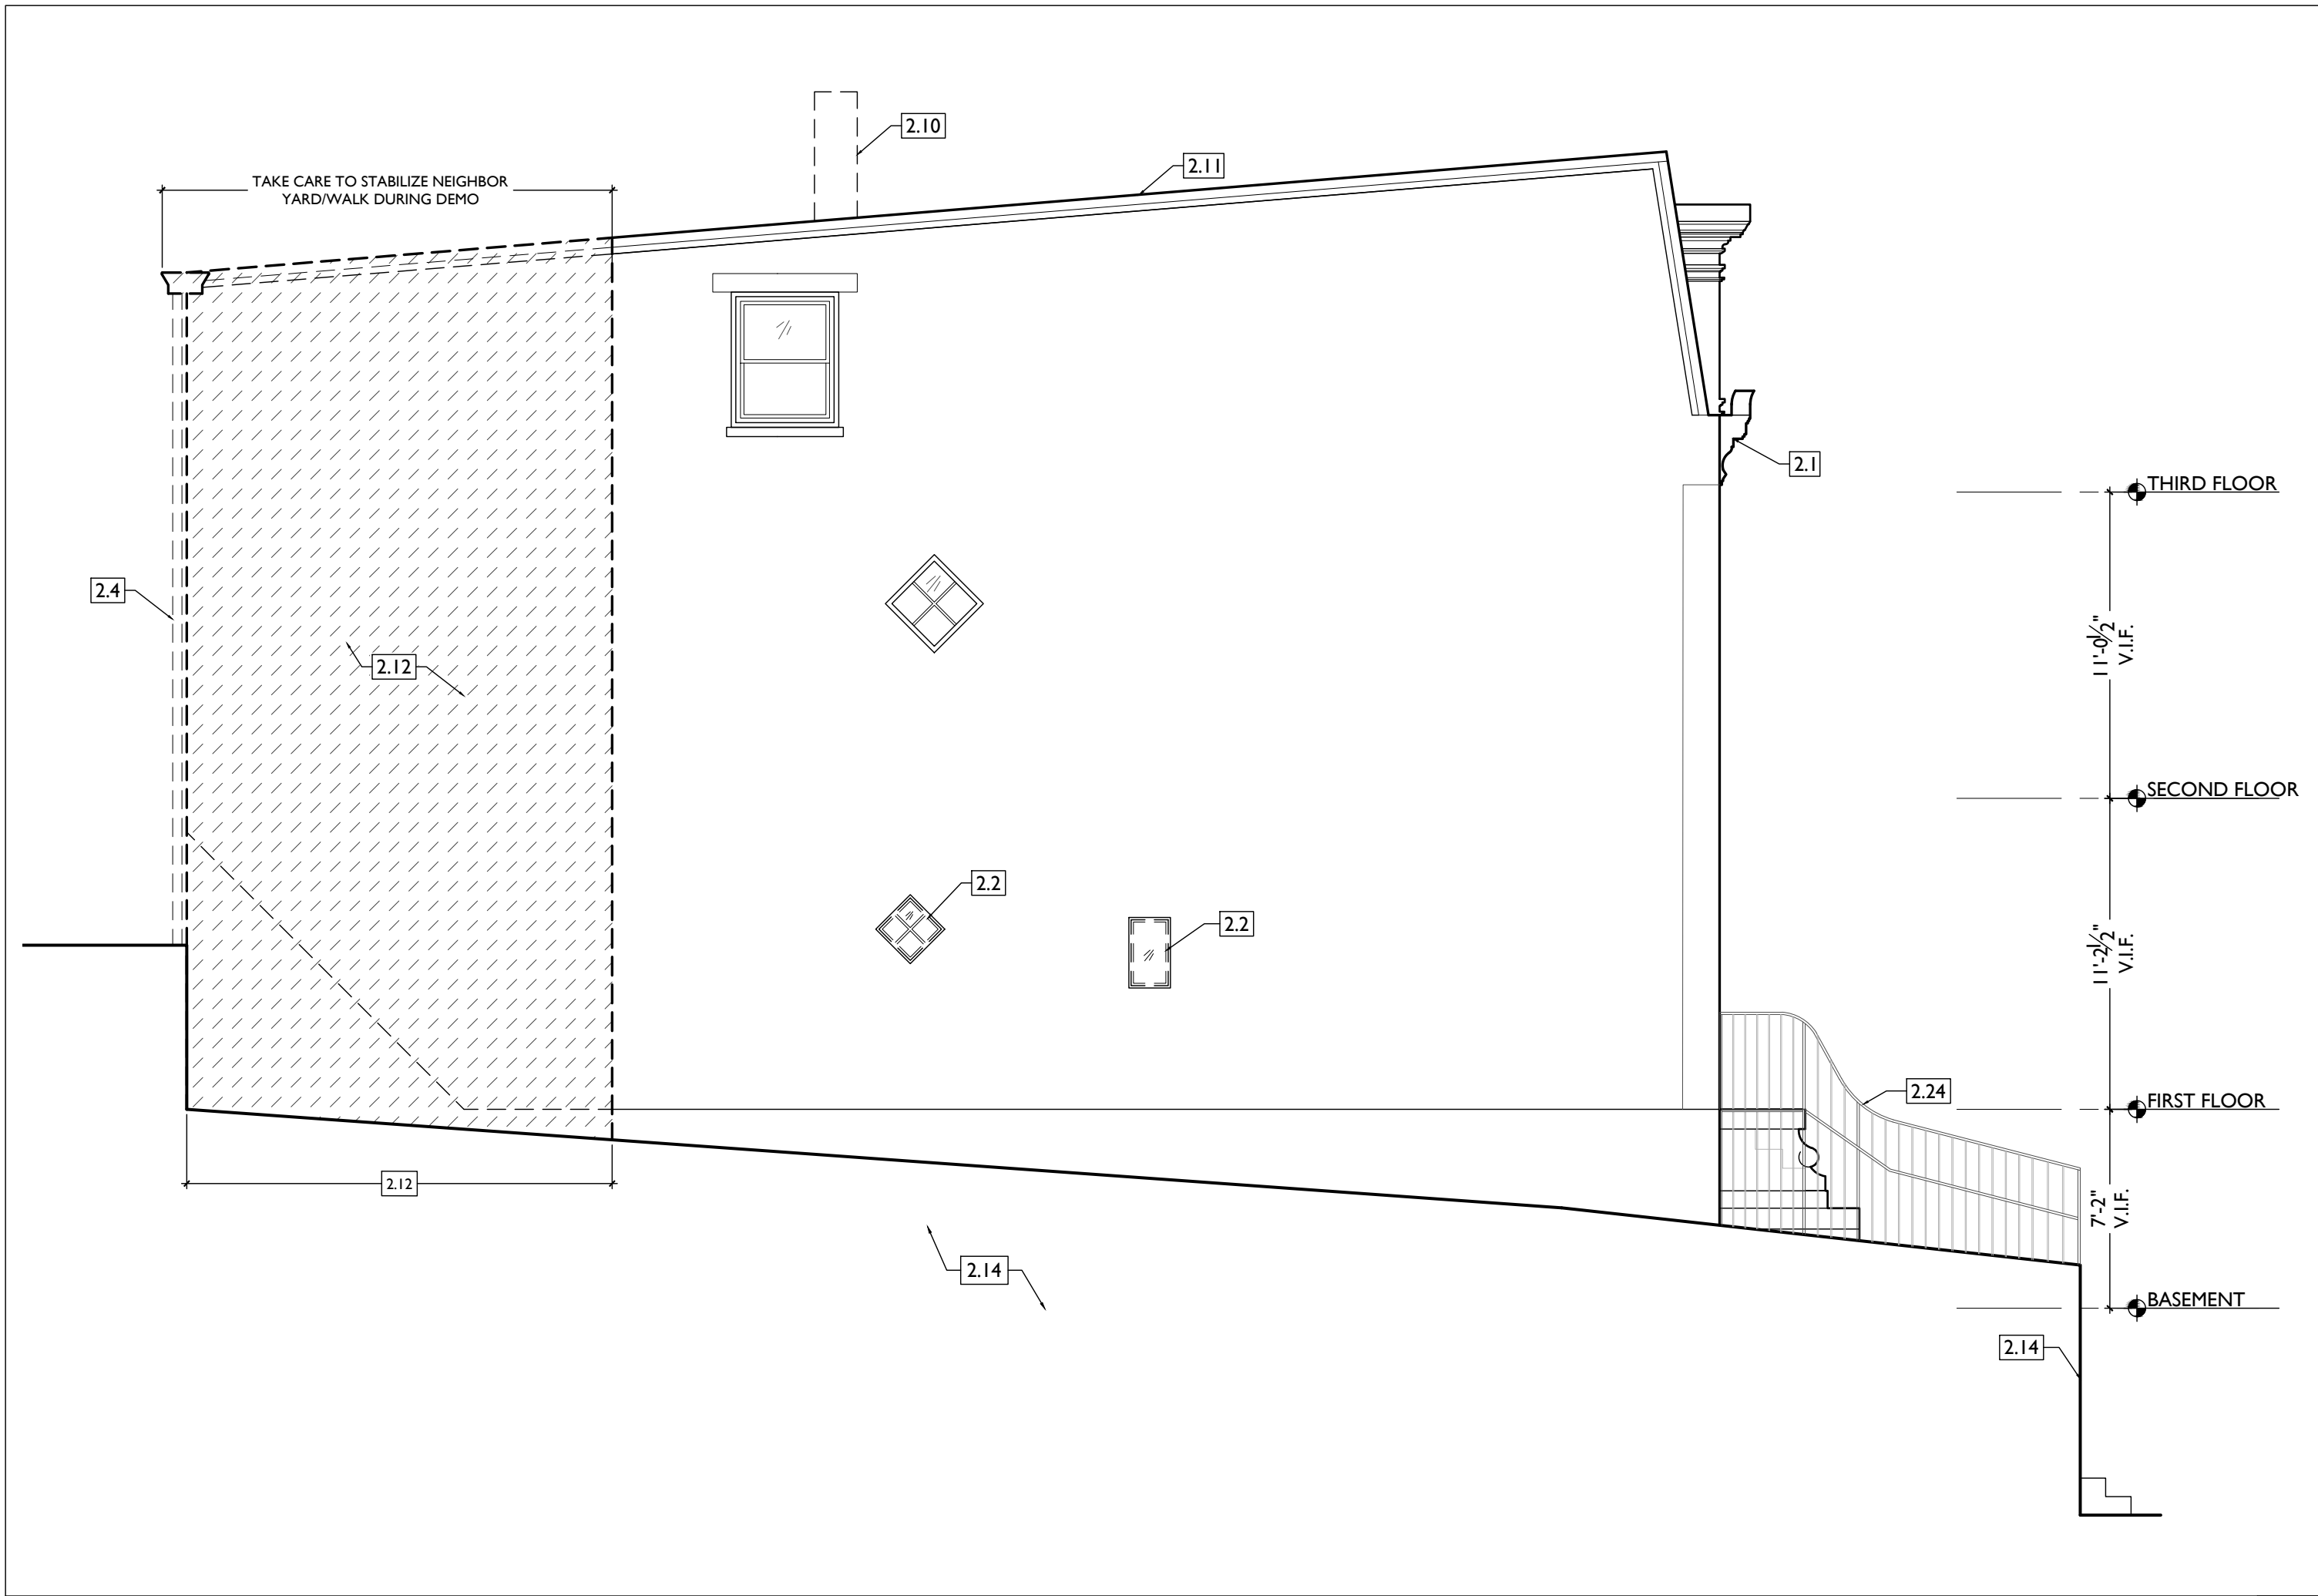 2.10
2.11
TAKE CARE TO STABILIZE NEIGHBOR
YARD/WALK DURING DEMO
2.1
THIRD FLOOR
2.4
11'-0½"
V.I.F.
2.12
SECOND FLOOR
2.2
2.2
11'-2½"
V.I.F.
2.24
FIRST FLOOR
2.12
7'-2"
V.I.F.
2.14
BASEMENT
2.14